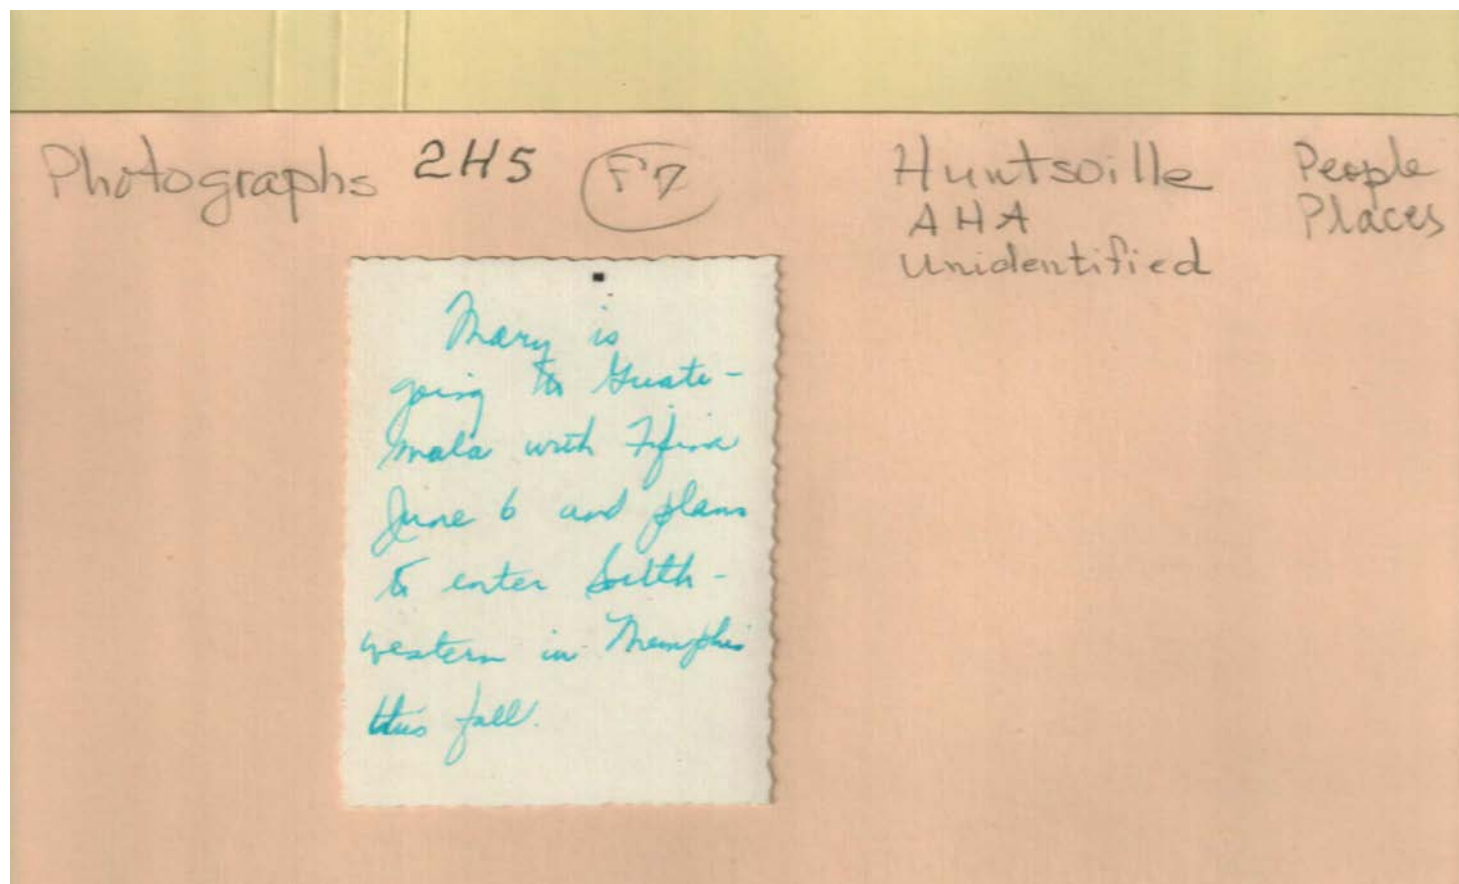 Photographs 2H5 F7 Huntsville People
AHA Places
Unidentified
Mary is
going to Guate-
mala with
June 6 and plans
to enter South-
western in Memphis
this fall.